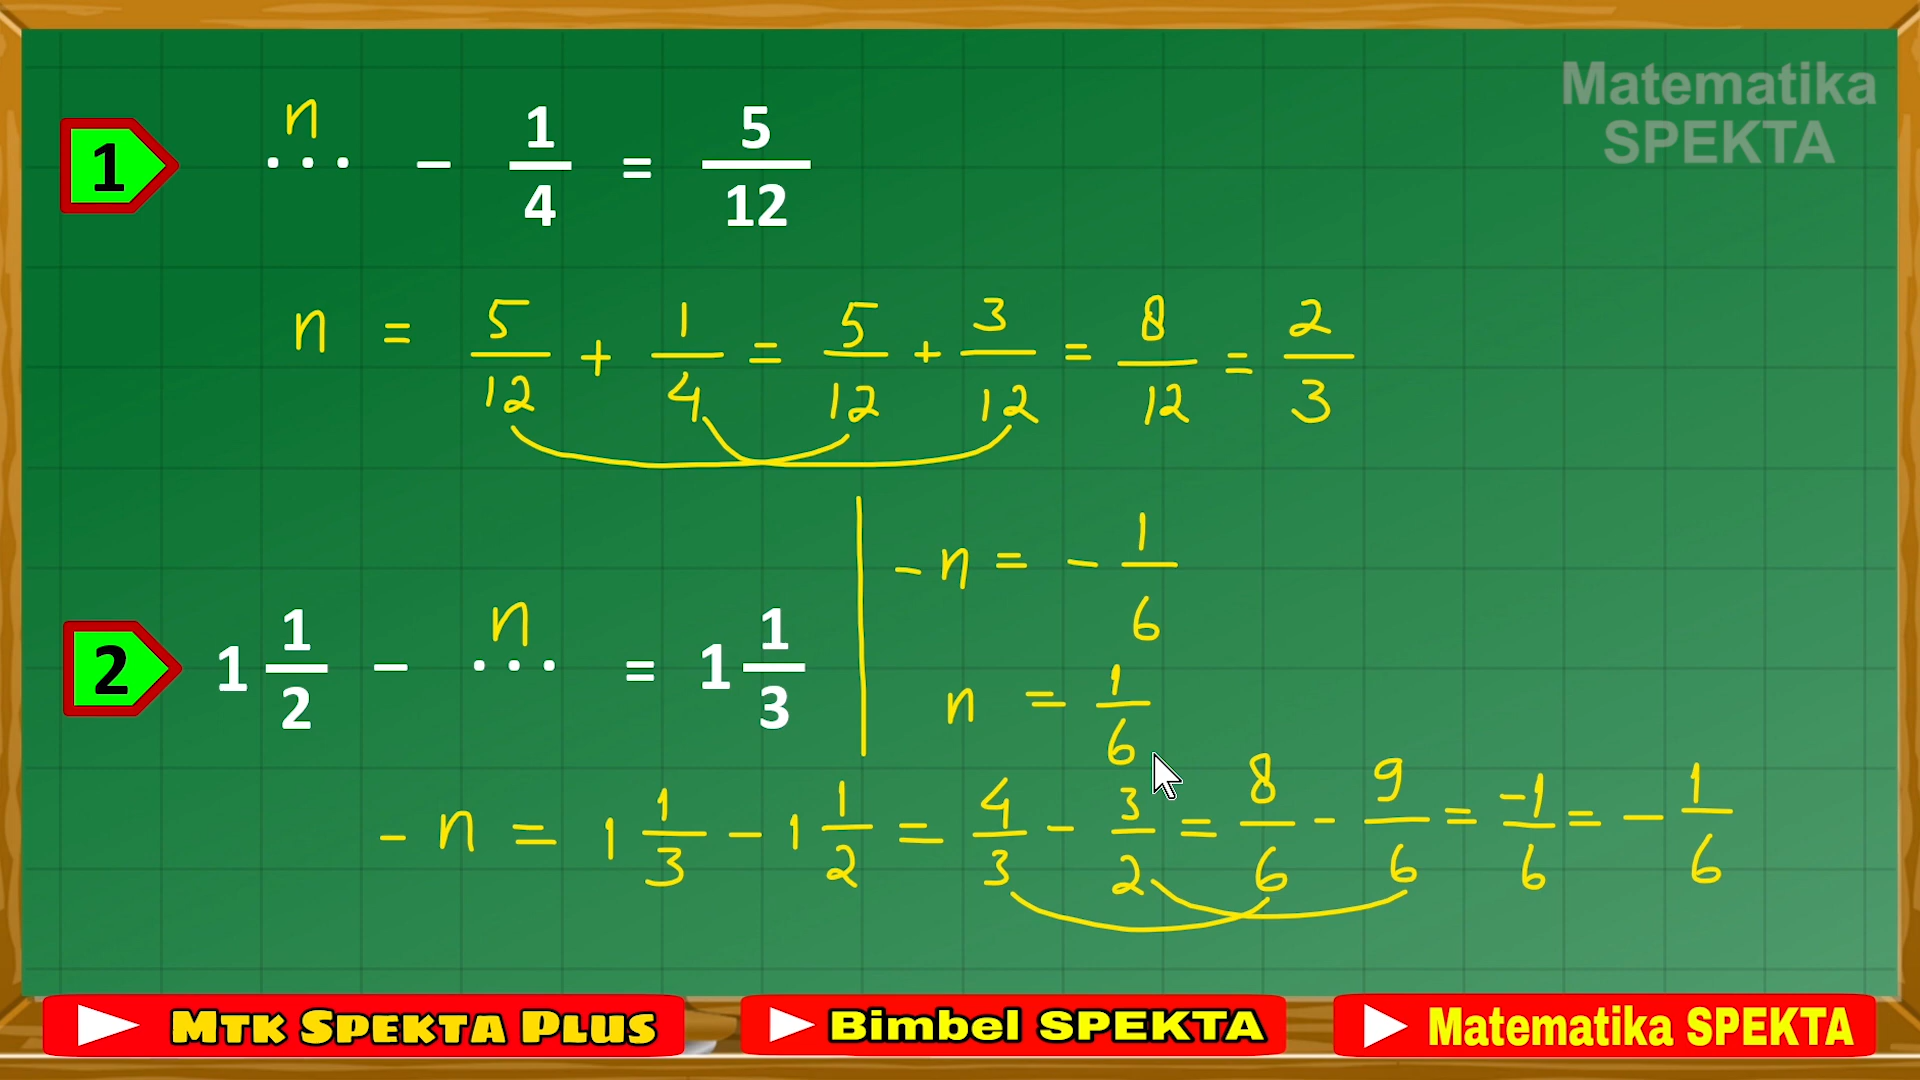 Matematika
SPEKTA
1
n
... - 1/4 = 5/12
n = 5/12 + 1/4 = 5/12 + 3/12 = 8/12 = 2/3
-n = - 1/6
n = 1/6
2
n
1 1/2 - ... = 1 1/3
- n = 1 1/3 - 1 1/2 = 4/3 - 3/2 = 8/6 - 9/6 = -1/6 = - 1/6
Mtk Spekta Plus
Bimbel SPEKTA
Matematika SPEKTA